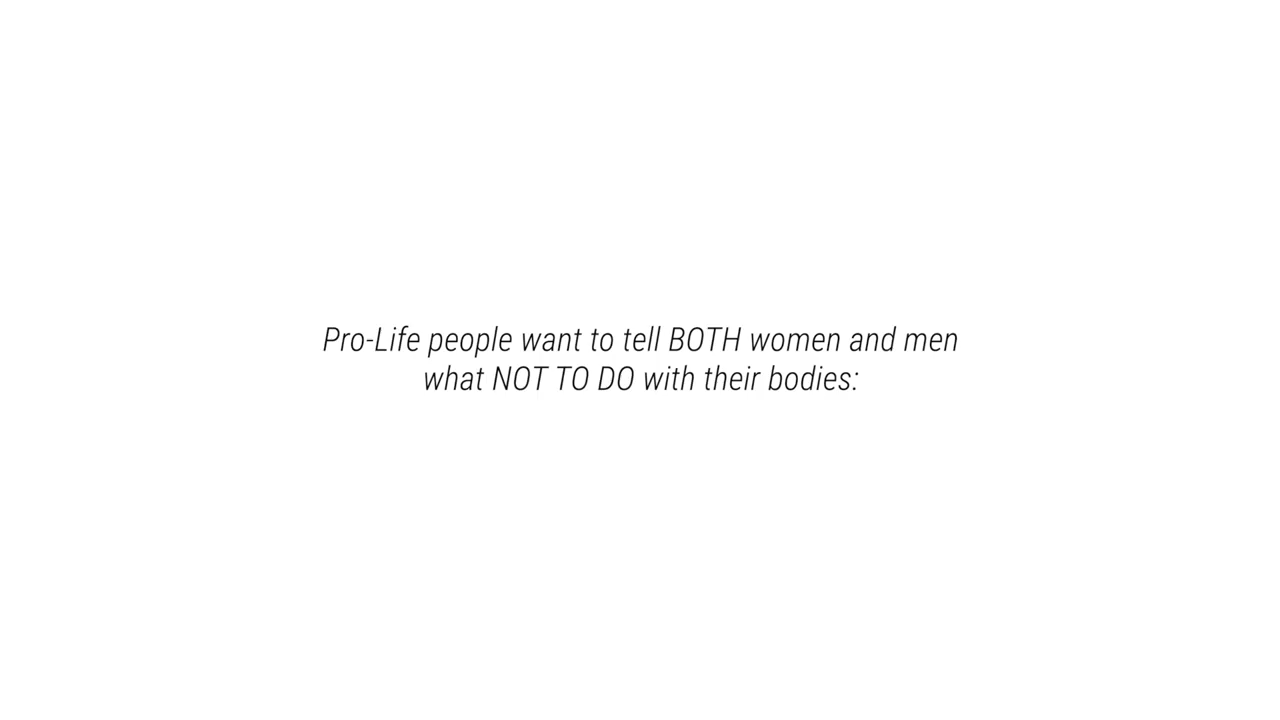 Pro-Life people want to tell BOTH women and men
what NOT TO DO with their bodies: